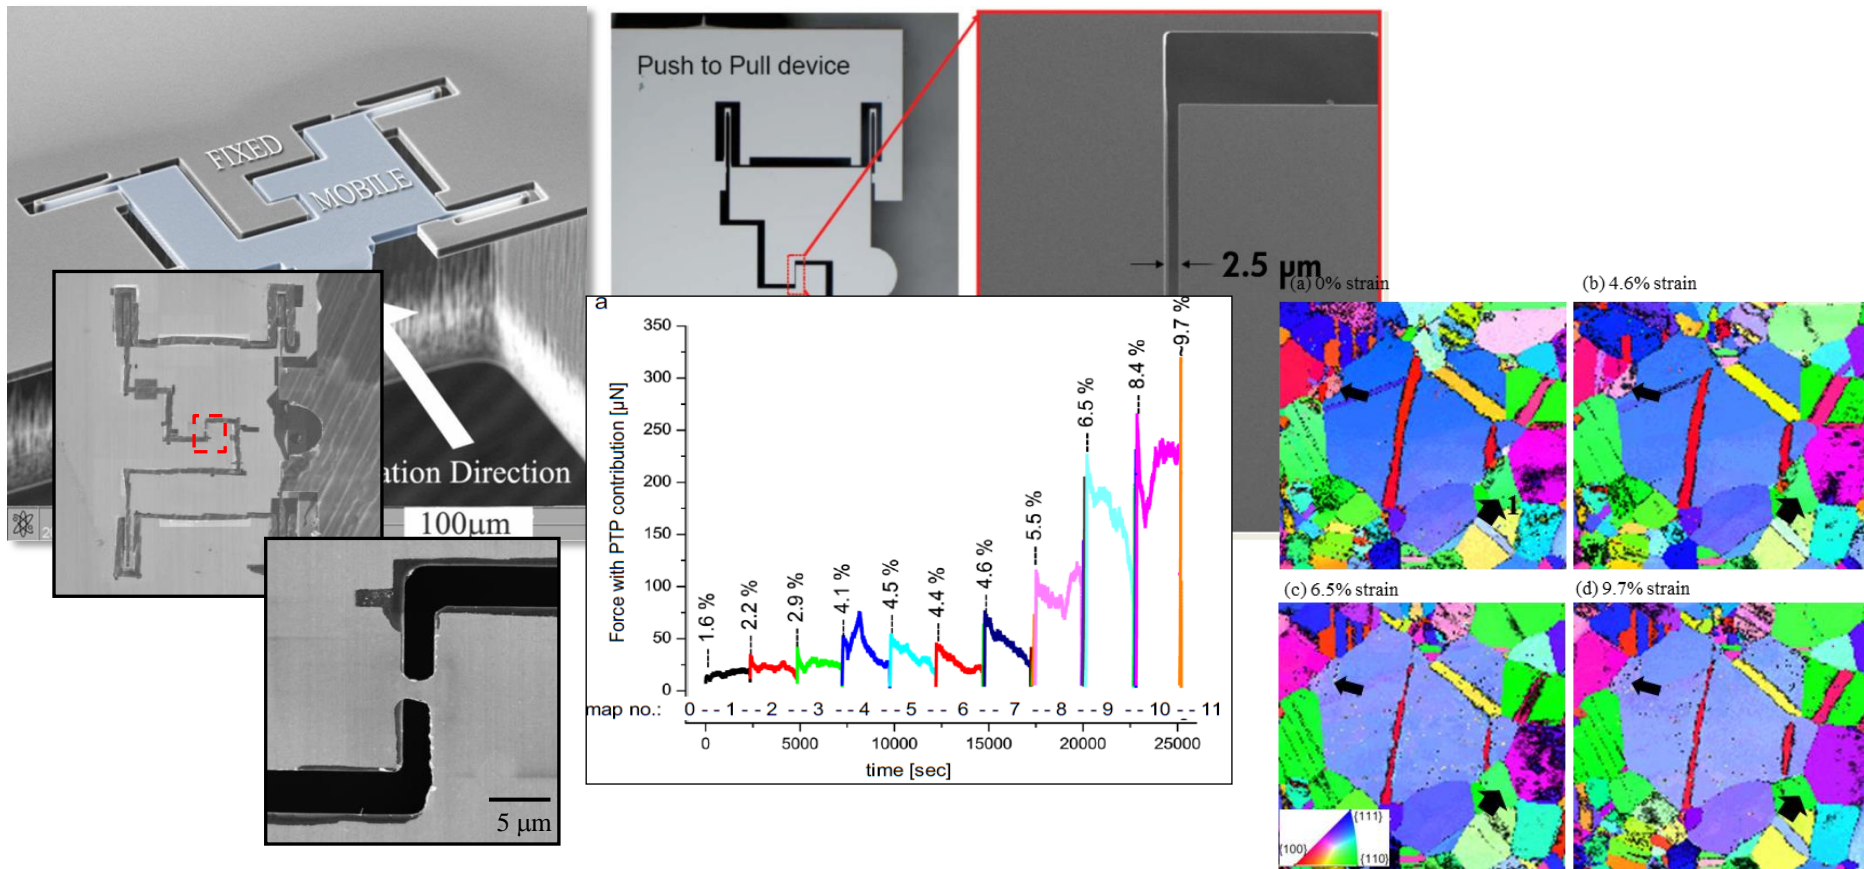 FIXED
MOBILE
ation Direction
100μm
5 μm
Push to Pull device
2.5 μm
a
Force with PTP contribution [μN]
350
300
250
200
150
100
50
0
1.6 %
2.2 %
2.9 %
4.1 %
4.5 %
4.4 %
4.6 %
5.5 %
6.5 %
8.4 %
~9.7 %
map no.: 0 - - 1 - - 2 - - 3 - - 4 - - 5 - - 6 - - 7 - - 8 - - 9 - - 10 - - 11
0 5000 10000 15000 20000 25000
time [sec]
(a) 0% strain
(b) 4.6% strain
1
(c) 6.5% strain
(d) 9.7% strain
{111}
{100}
{110}